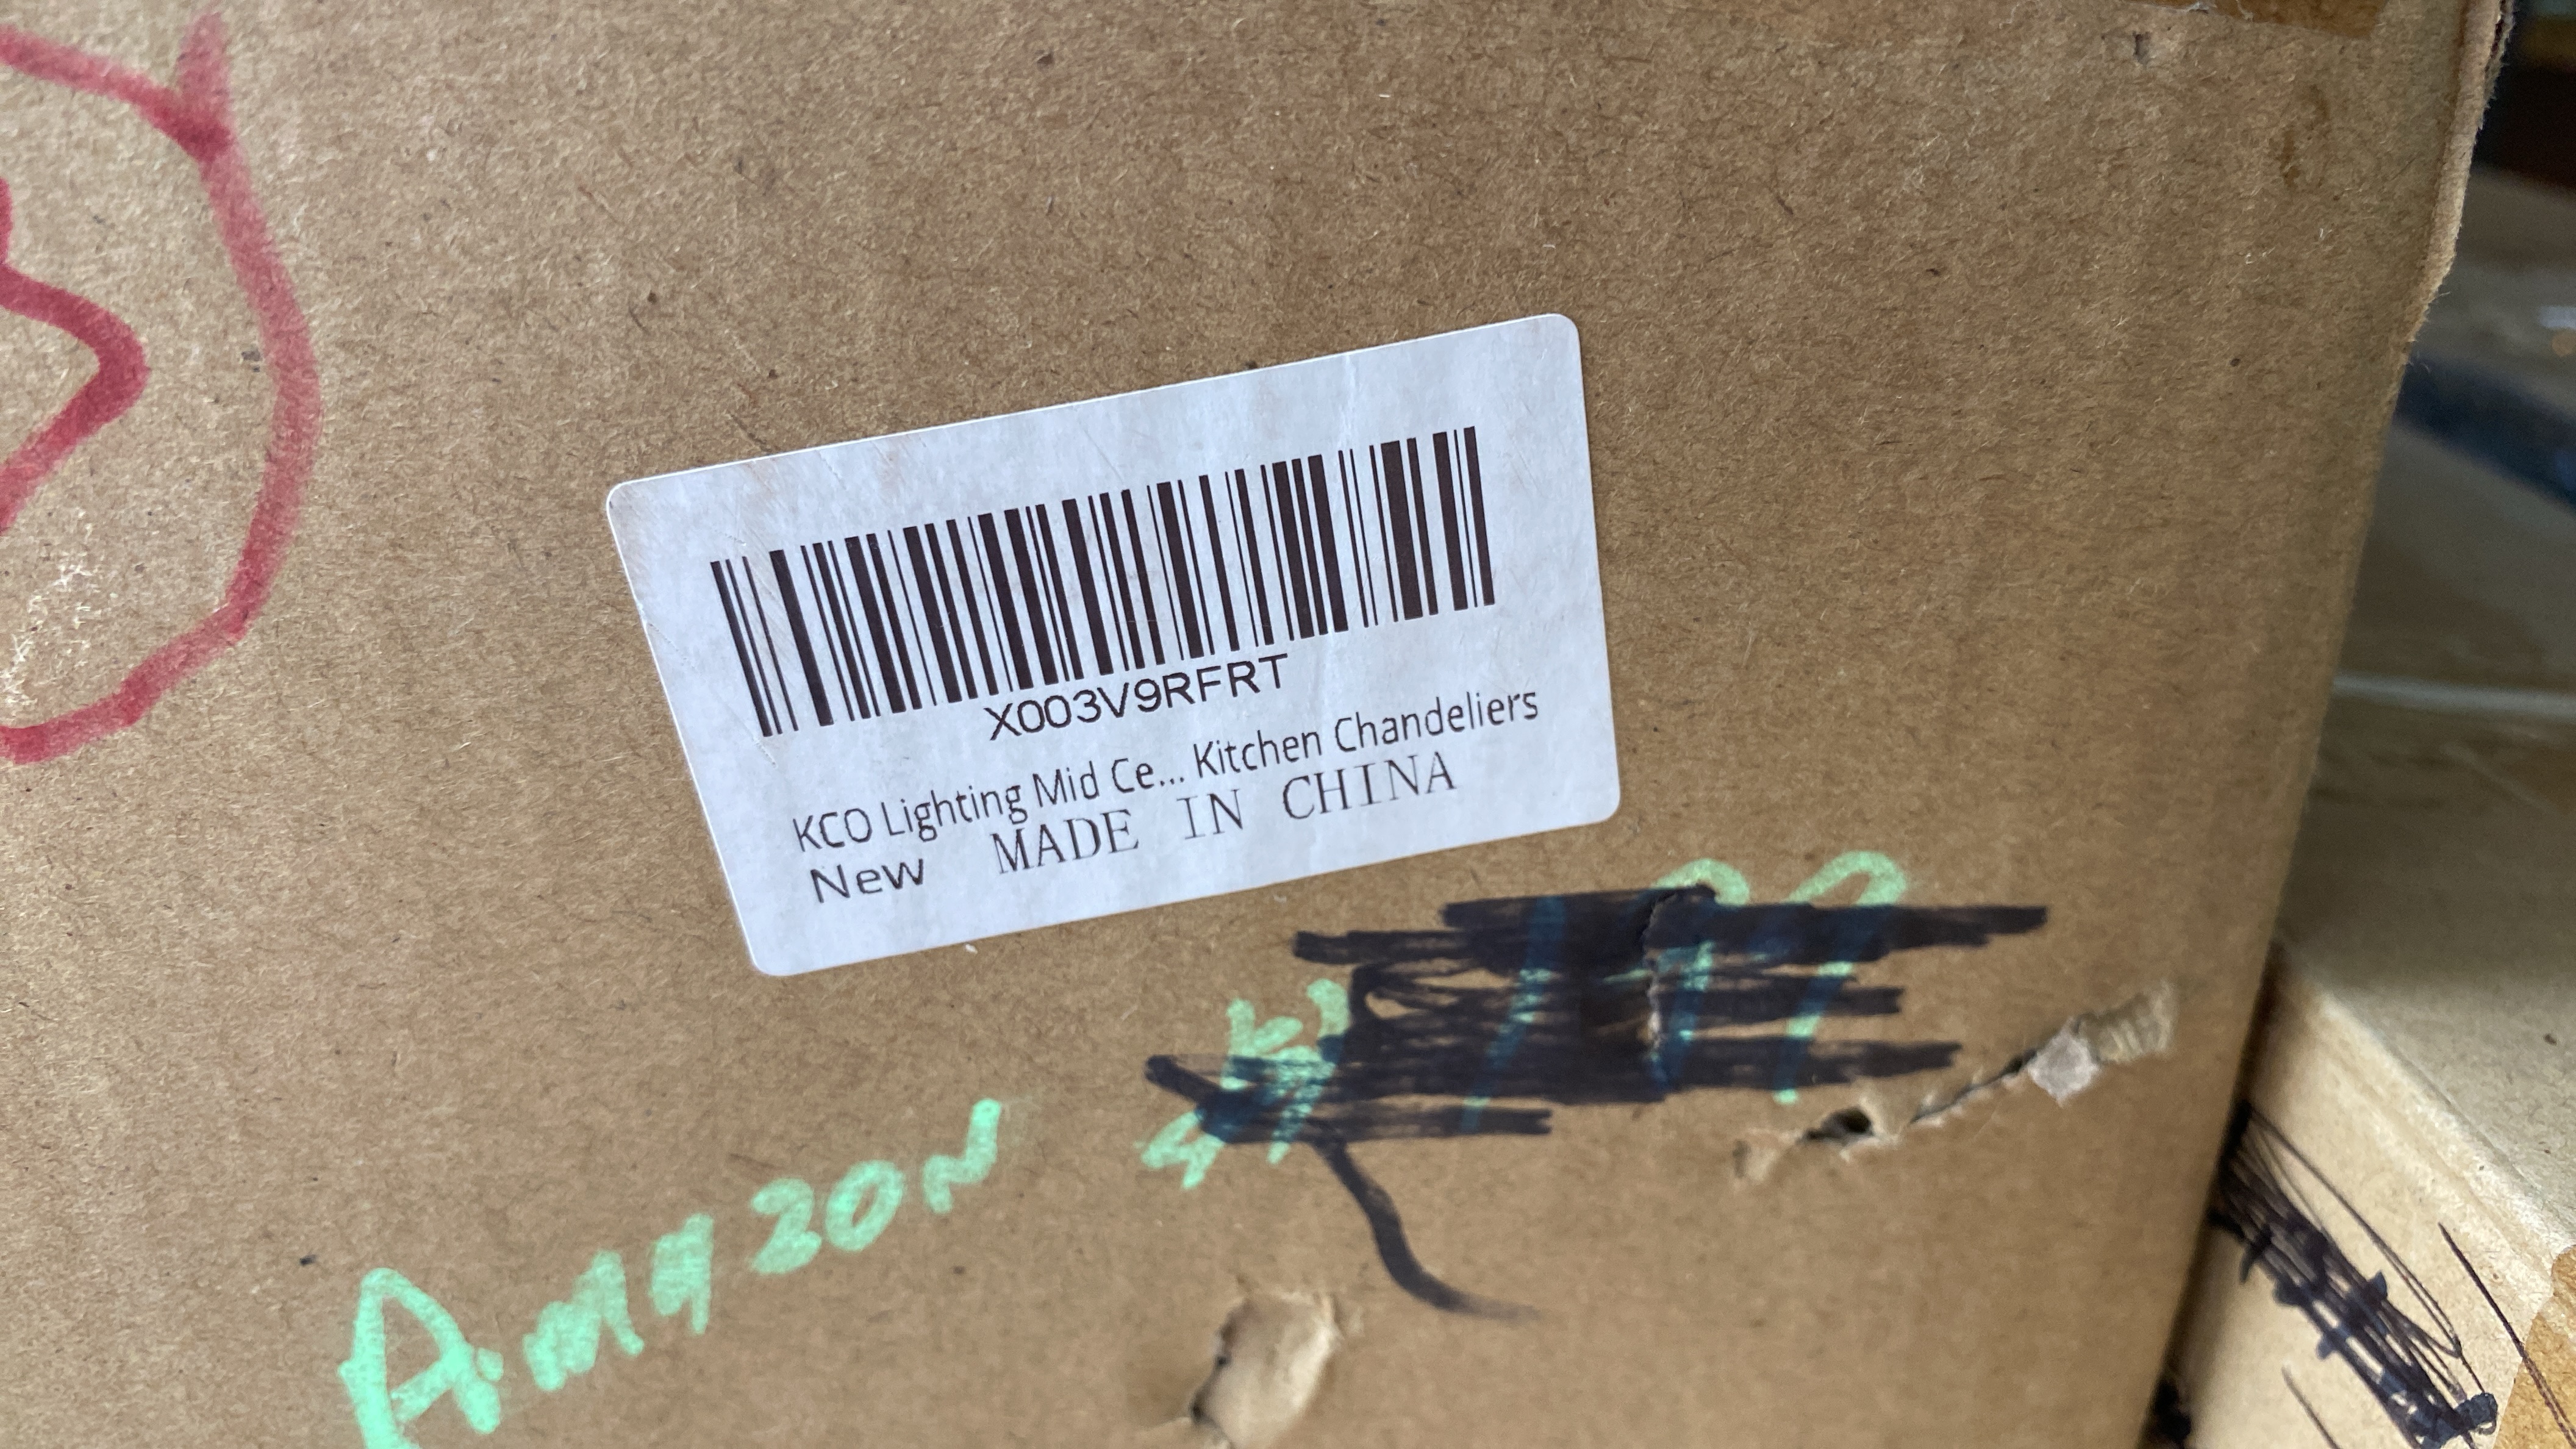 X003V9RFRT
KCO Lighting Mid Ce... Kitchen Chandeliers
New MADE IN CHINA
AmazoN